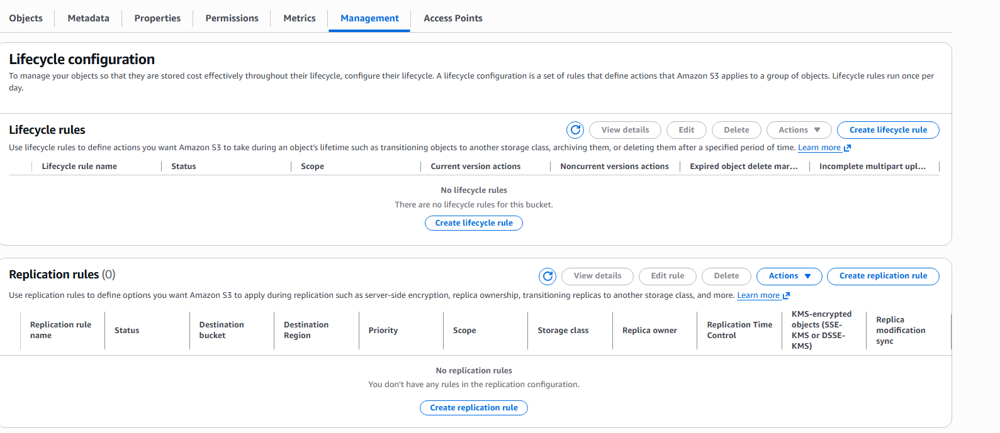 Objects
Metadata
Properties
Permissions
Metrics
Management
Access Points
Lifecycle configuration
To manage your objects so that they are stored cost effectively throughout their lifecycle, configure their lifecycle. A lifecycle configuration is a set of rules that define actions that Amazon S3 applies to a group of objects. Lifecycle rules run once per
day.
Lifecycle rules
View details
Edit
Delete
Actions
Create lifecycle rule
Use lifecycle rules to define actions you want Amazon S3 to take during an object's lifetime such as transitioning objects to another storage class, archiving them, or deleting them after a specified period of time. Learn more
Lifecycle rule name
Status
Scope
Current version actions
Noncurrent versions actions
Expired object delete mar...
Incomplete multipart upl...
No lifecycle rules
There are no lifecycle rules for this bucket.
Create lifecycle rule
Replication rules (0)
View details
Edit rule
Delete
Actions
Create replication rule
Use replication rules to define options you want Amazon S3 to apply during replication such as server-side encryption, replica ownership, transitioning replicas to another storage class, and more. Learn more
Replication rule
name
Status
Destination
bucket
Destination
Region
Priority
Scope
Storage class
Replica owner
Replication Time
Control
KMS-encrypted
objects (SSE-
KMS or DSSE-
KMS)
Replica
modification
sync
No replication rules
You don't have any rules in the replication configuration.
Create replication rule